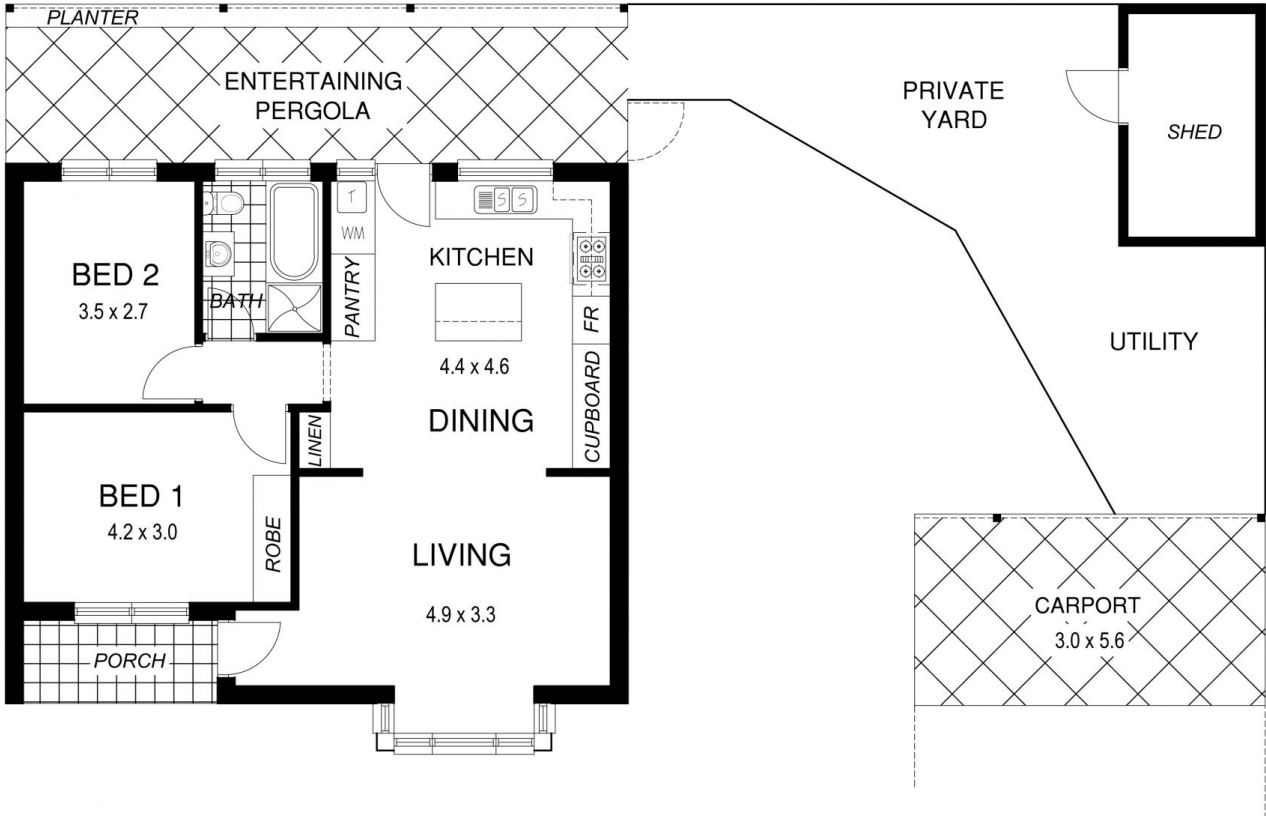 PLANTER
ENTERTAINING
PERGOLA
PRIVATE
YARD
SHED
T
WM
S S
KITCHEN
BED 2
3.5 x 2.7
BATH
PANTRY
FR
4.4 x 4.6
UTILITY
DINING
CUPBOARD
LINEN
BED 1
4.2 x 3.0
ROBE
LIVING
4.9 x 3.3
CARPORT
3.0 x 5.6
PORCH